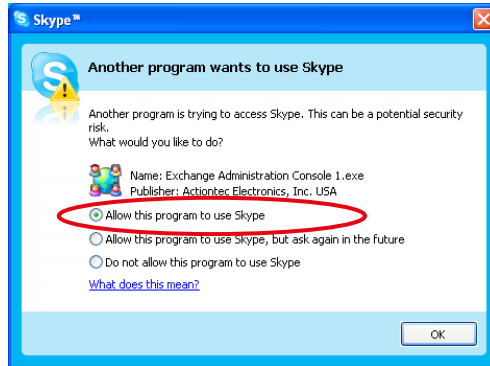 Skype™
Another program wants to use Skype
Another program is trying to access Skype. This can be a potential security
risk.
What would you like to do?
Name: Exchange Administration Console 1.exe
Publisher: Actiontec Electronics, Inc. USA
Allow this program to use Skype
Allow this program to use Skype, but ask again in the future
Do not allow this program to use Skype
What does this mean?
OK